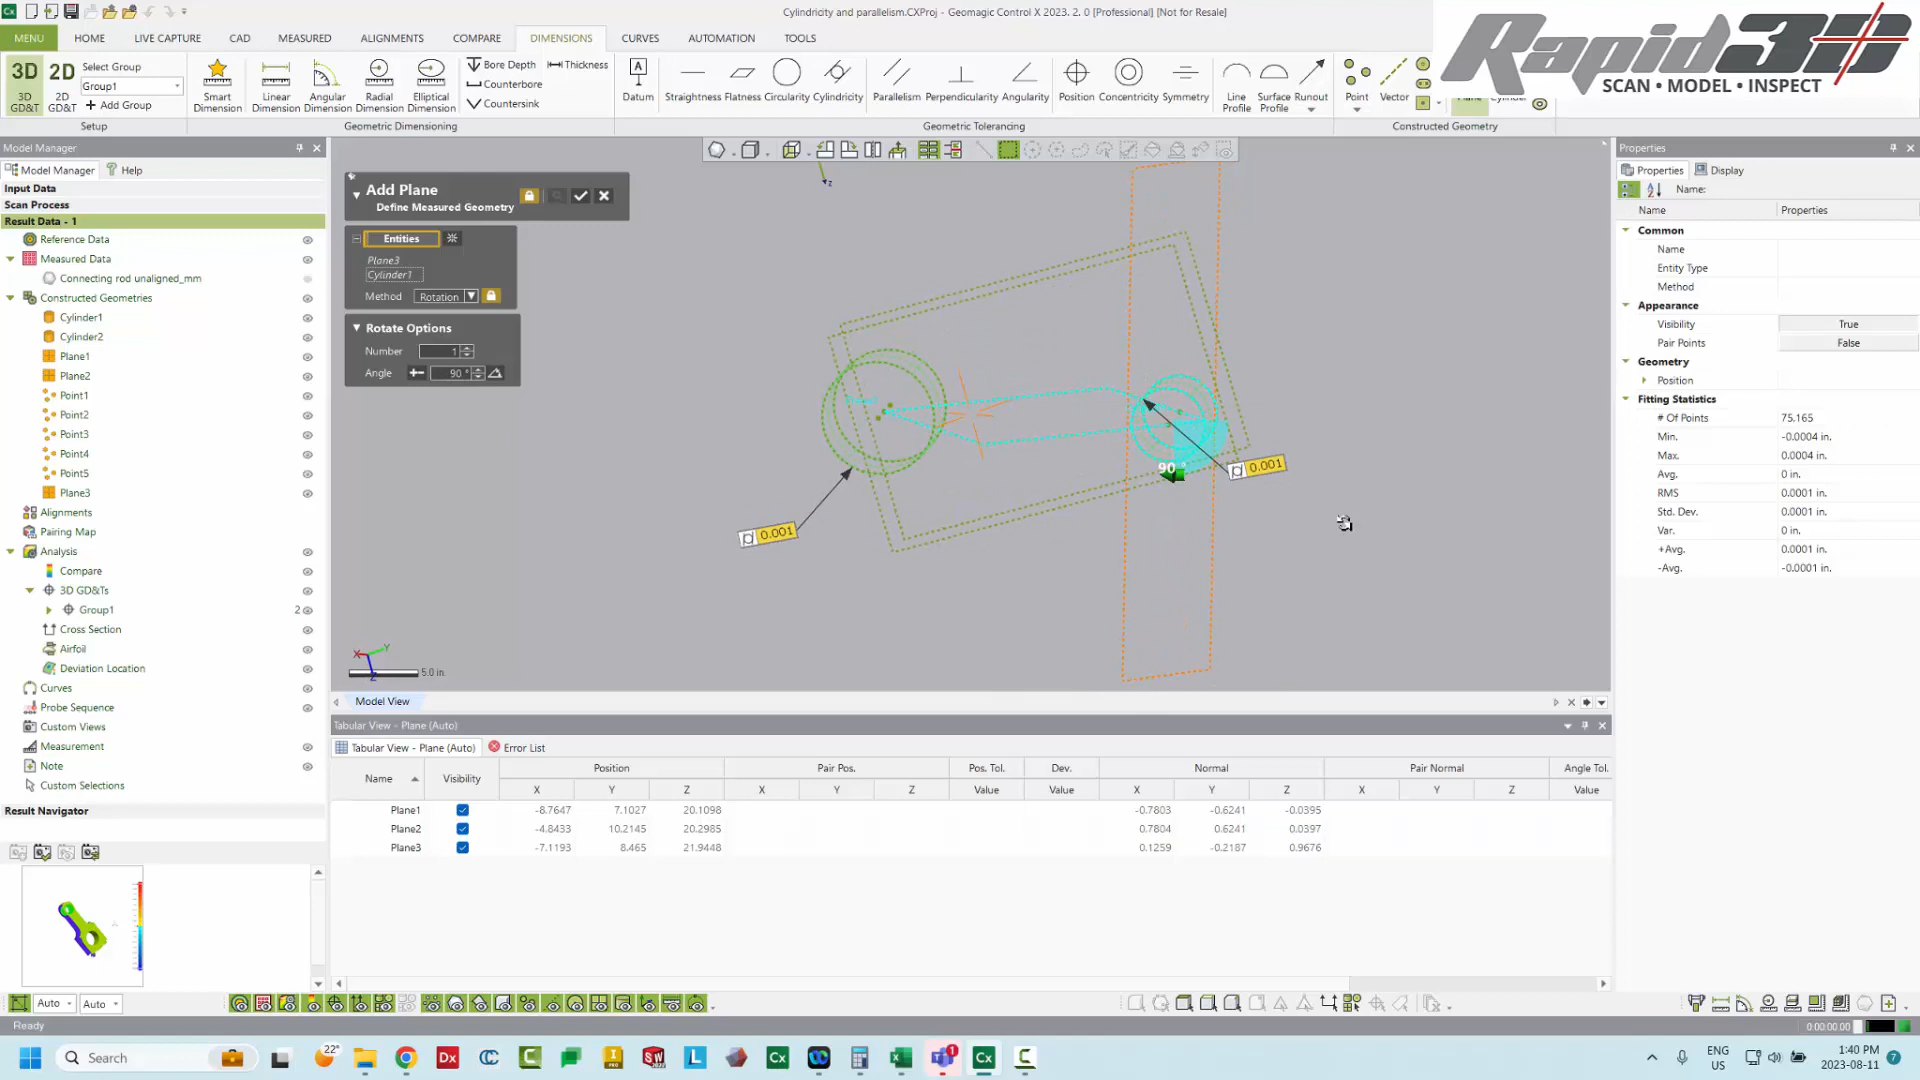 Cylindricity and parallelism.CXProj - Geomagic Control X 2023. 2. 0 [Professional] [Not for Resale]
Rapid3D
SCAN • MODEL • INSPECT
MENU HOME LIVE CAPTURE CAD MEASURED ALIGNMENTS COMPARE DIMENSIONS CURVES AUTOMATION TOOLS
3D GD&T
2D GD&T
Select Group
Group1
Add Group
Setup
Smart Dimension
Linear Dimension
Angular Dimension
Radial Dimension
Elliptical Dimension
Bore Depth
Counterbore
Countersink
Thickness
Geometric Dimensioning
Datum
Straightness
Flatness
Circularity
Cylindricity
Parallelism
Perpendicularity
Angularity
Position
Concentricity
Symmetry
Line Profile
Surface Profile
Runout
Geometric Tolerancing
Point
Vector
Constructed Geometry
Model Manager
Model Manager Help
Input Data
Scan Process
Result Data - 1
Reference Data
Measured Data
Connecting rod unaligned_mm
Constructed Geometries
Cylinder1
Cylinder2
Plane1
Plane2
Point1
Point2
Point3
Point4
Point5
Plane3
Alignments
Pairing Map
Analysis
Compare
3D GD&Ts
Group1 2
Cross Section
Airfoil
Deviation Location
Curves
Probe Sequence
Custom Views
Measurement
Note
Custom Selections
Result Navigator
Add Plane
Define Measured Geometry
Entities
Plane3
Cylinder1
Method Rotation
Rotate Options
Number 1
Angle 90 °
z
90 °
0.001
0.001
X Y
Z
5.0 in.
Model View
Tabular View - Plane (Auto)
Tabular View - Plane (Auto) Error List
Name Visibility Position Pair Pos. Pos. Tol. Dev. Normal Pair Normal Angle Tol.
X Y Z X Y Z Value Value X Y Z X Y Z Value
Plane1 -8.7647 7.1027 20.1098 -0.7803 -0.6241 -0.0395
Plane2 -4.8433 10.2145 20.2985 0.7804 0.6241 0.0397
Plane3 -7.1193 8.465 21.9448 0.1259 -0.2187 0.9676
Properties
Properties Display
Name:
Name Properties
Common
Name
Entity Type
Method
Appearance
Visibility True
Pair Points False
Geometry
Position
Fitting Statistics
# Of Points 75.165
Min. -0.0004 in.
Max. 0.0004 in.
Avg. 0 in.
RMS 0.0001 in.
Std. Dev. 0.0001 in.
Var. 0 in.
+Avg. 0.0001 in.
-Avg. -0.0001 in.
Auto Auto
Ready
0:00:00.00
Search
22°
ENG
US
1:40 PM
2023-08-11